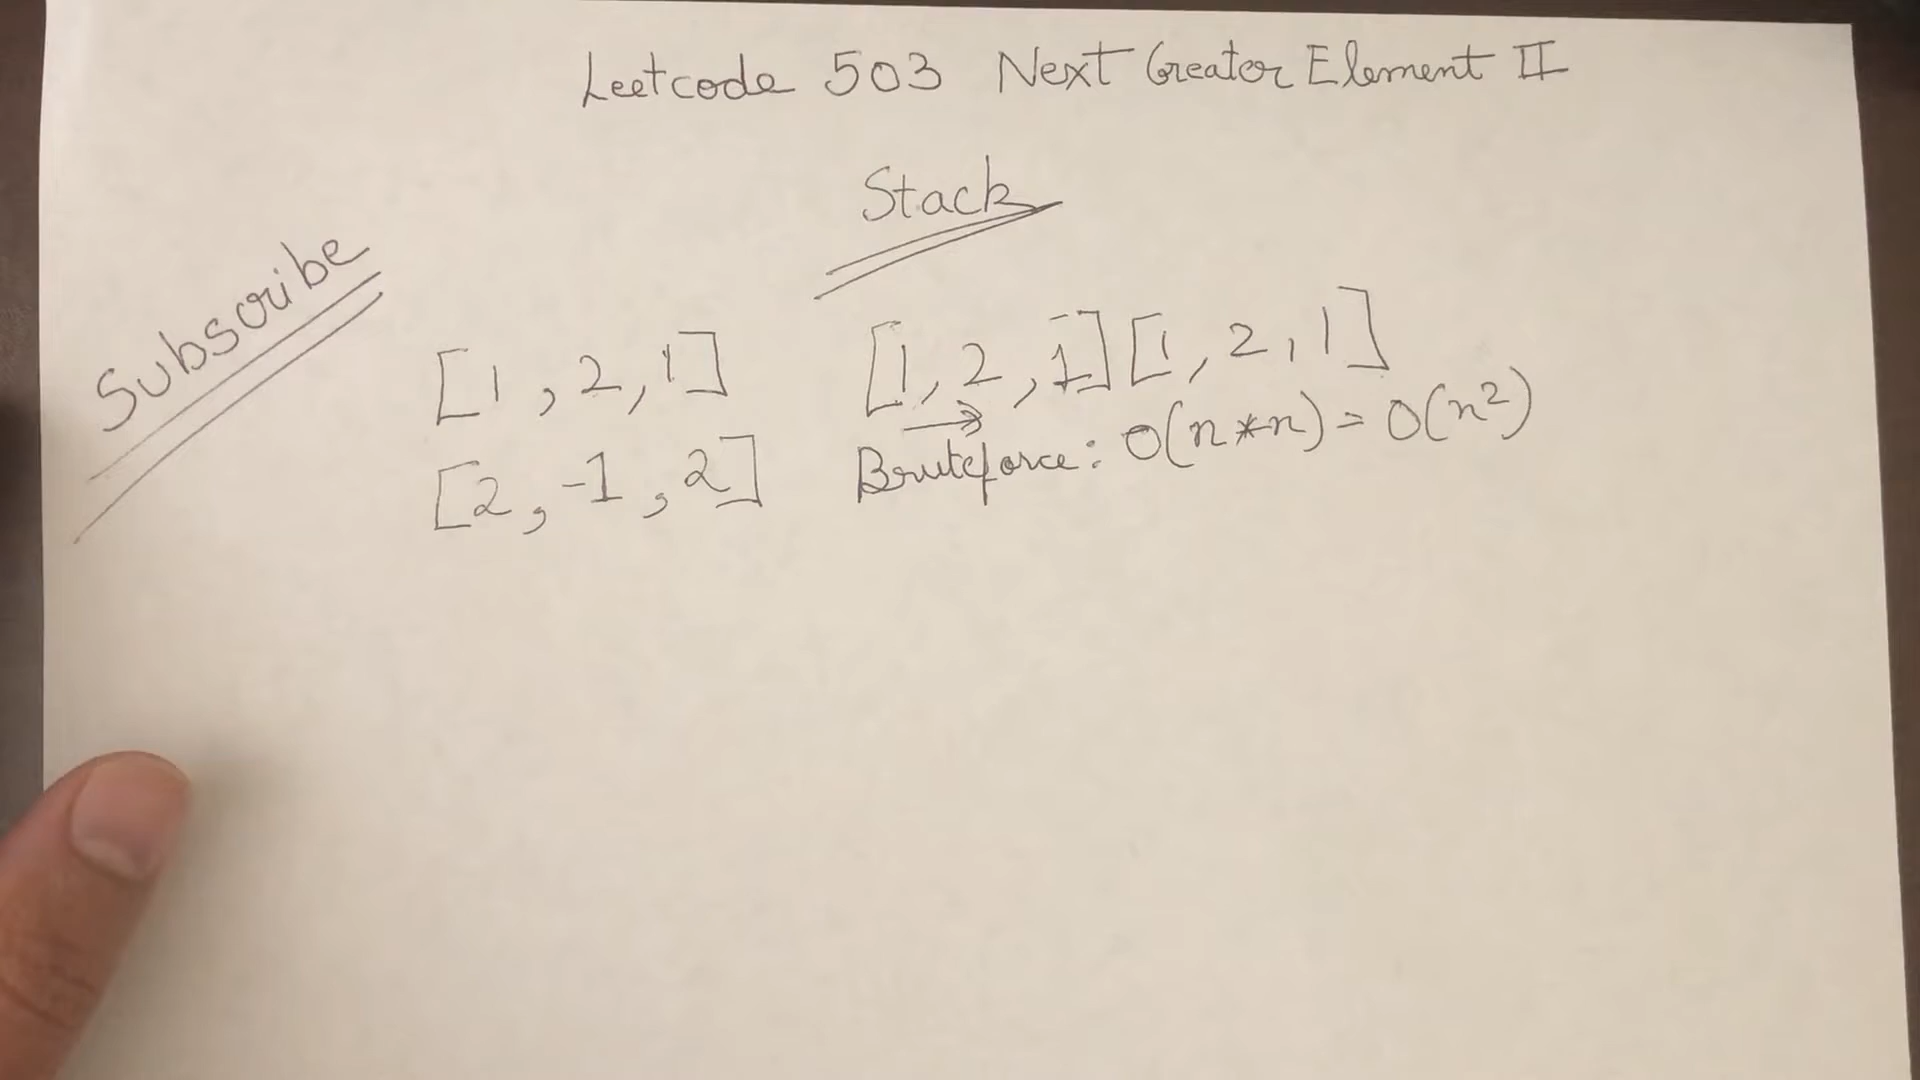 Leetcode 503 Next Greater Element II
Stack
Subscribe
[1, 2, 1] [1, 2, 1][1, 2, 1]
[2, -1, 2] Bruteforce: O(n*n) = O(n²)